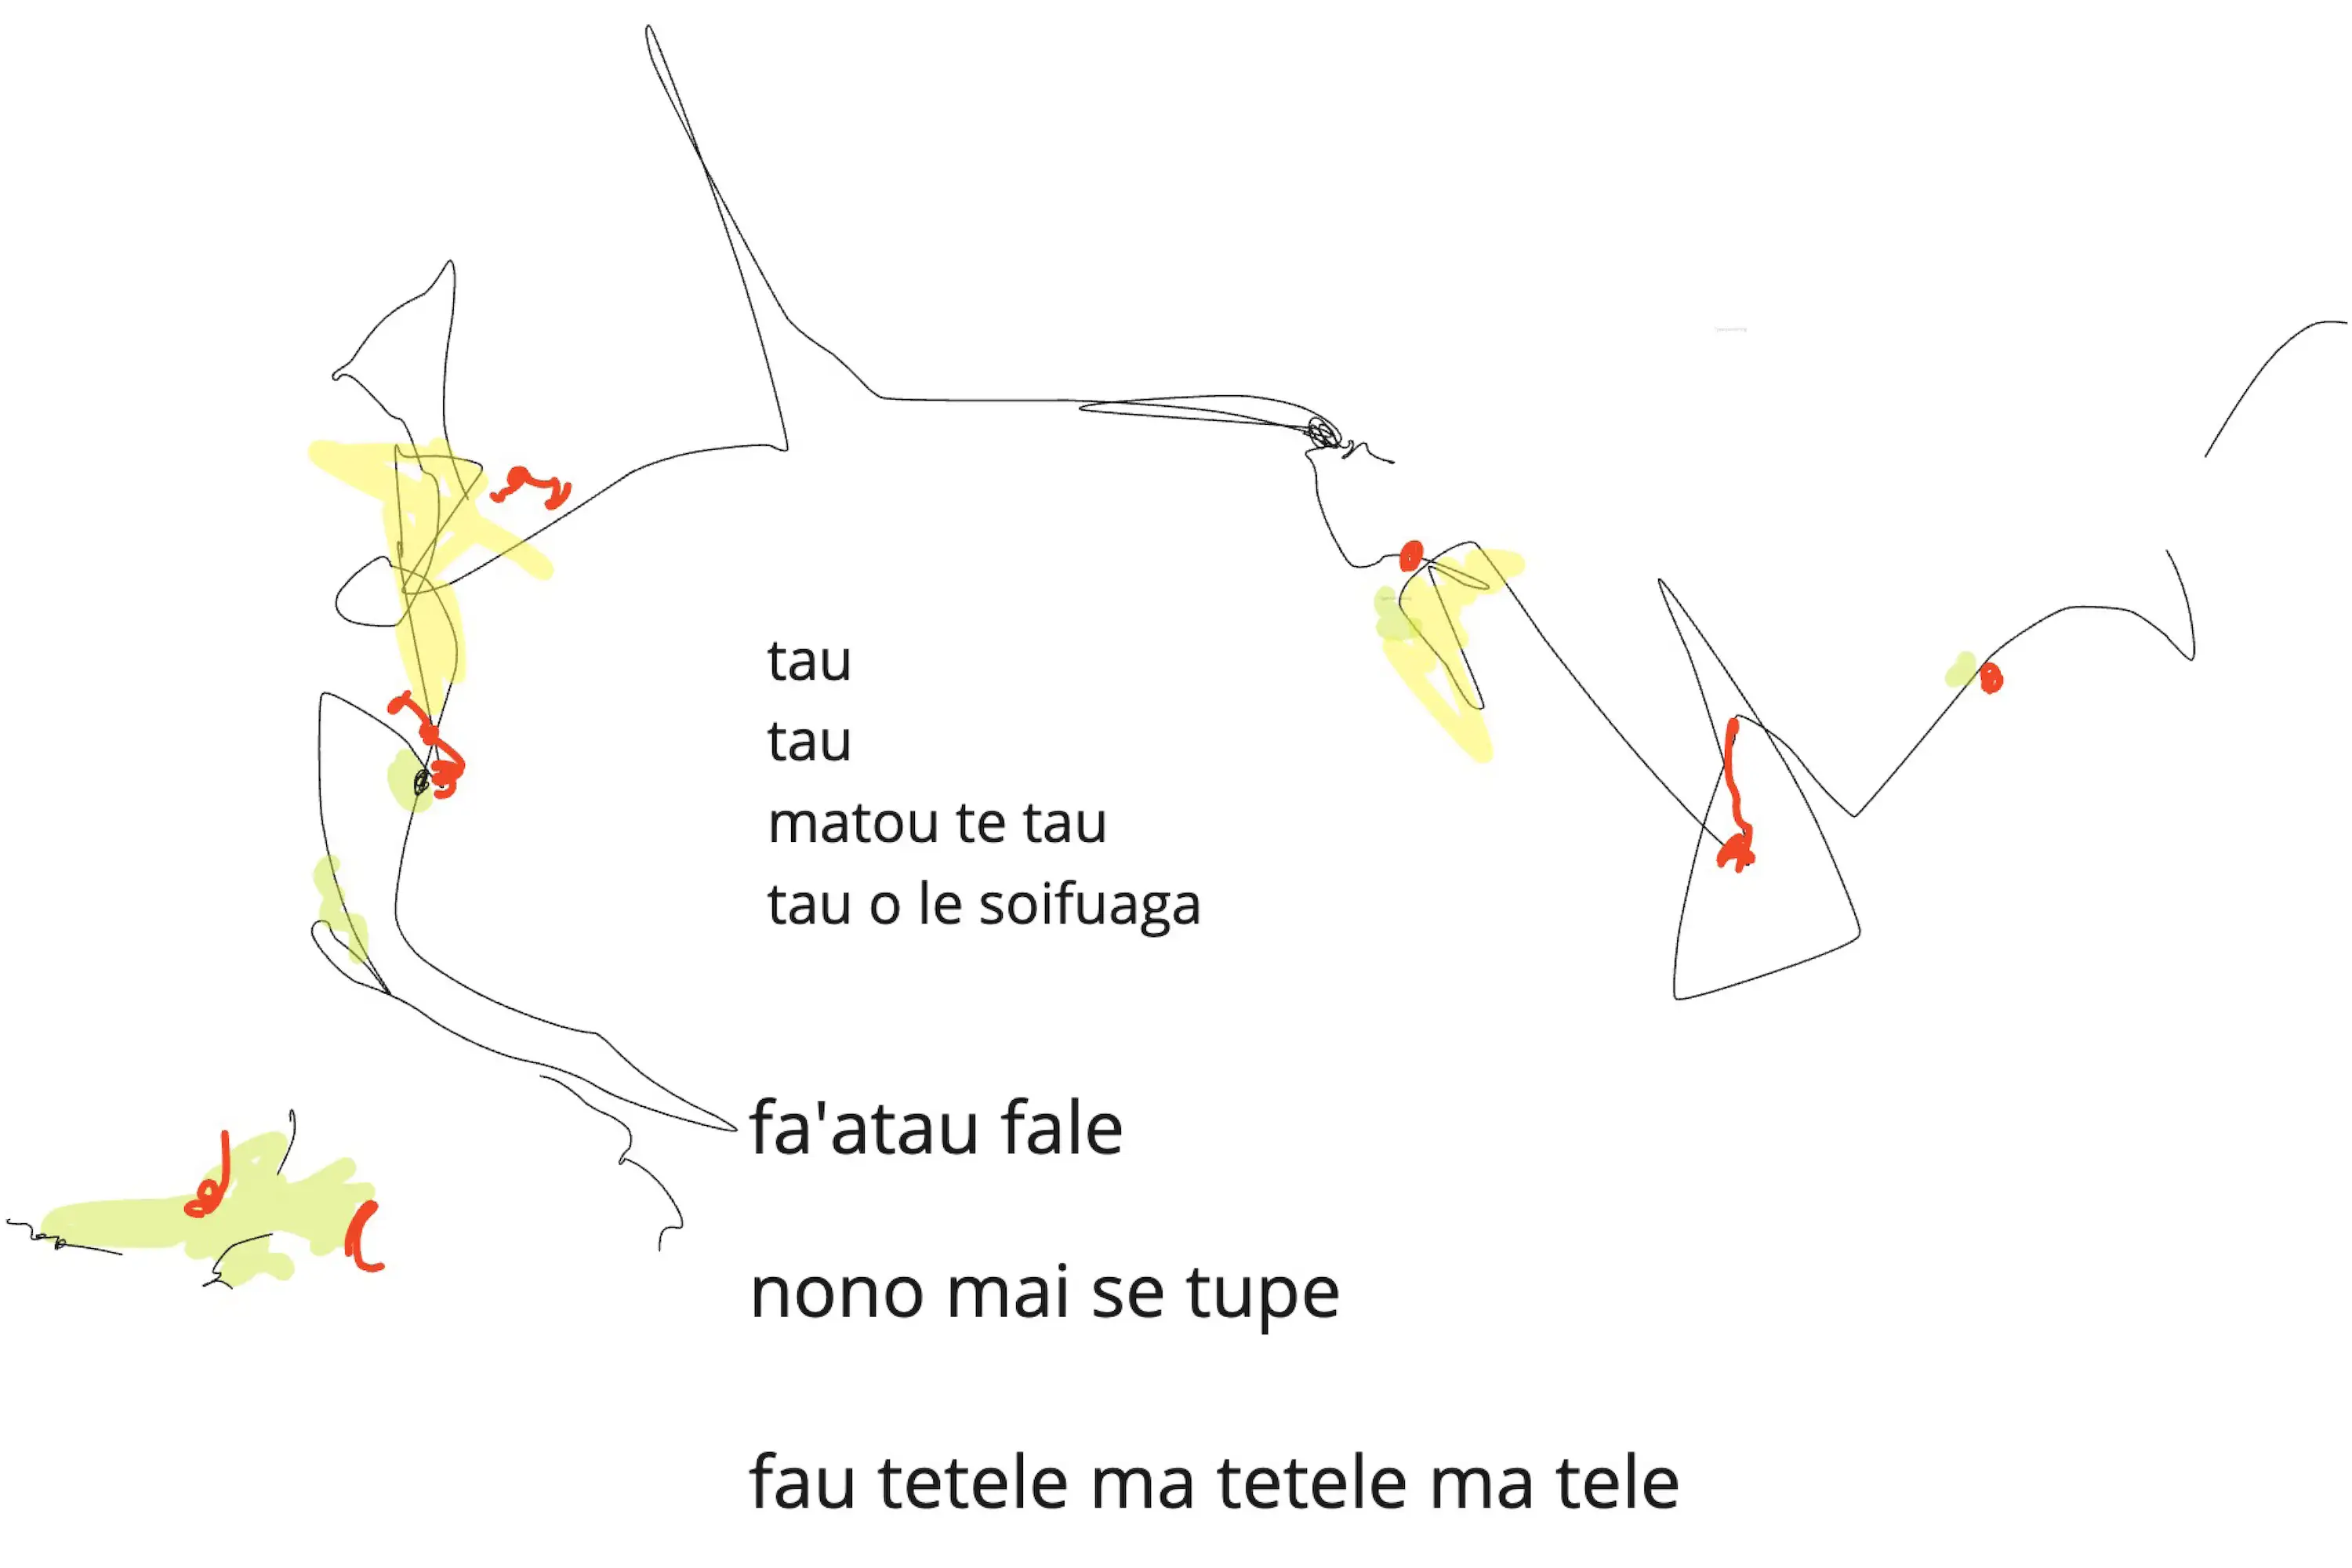 tau
tau
matou te tau
tau o le soifuaga
fa'atau fale
nono mai se tupe
fau tetele ma tetele ma tele